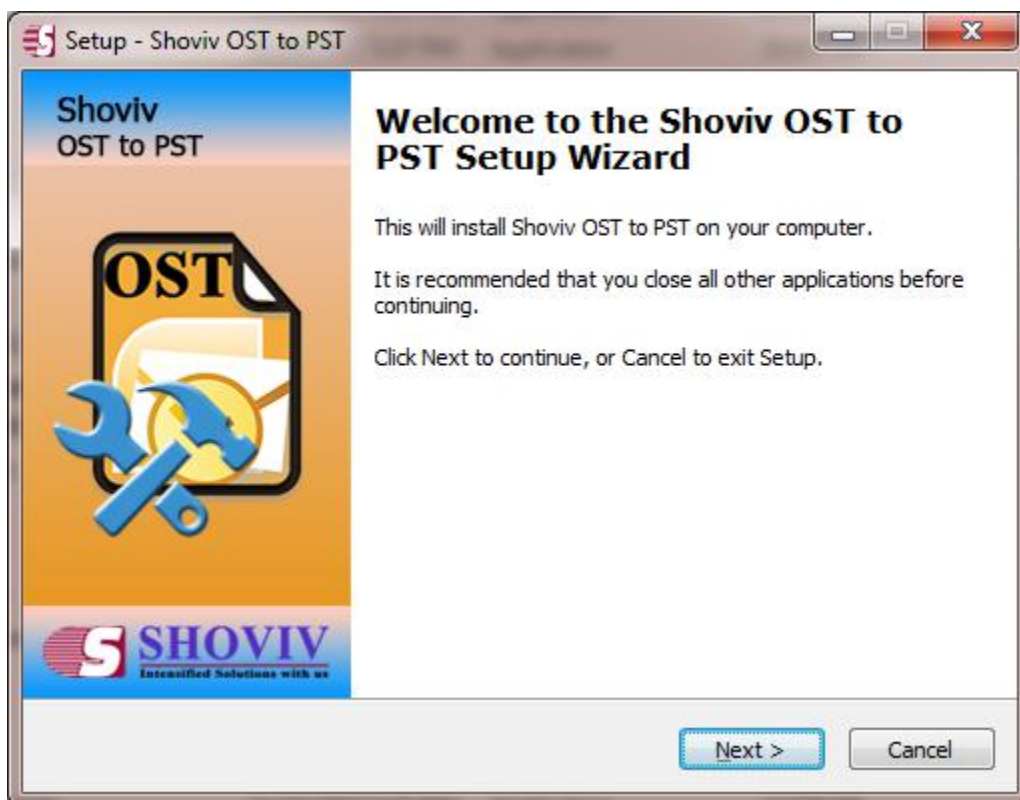 Setup - Shoviv OST to PST
Shoviv
OST to PST
OST
SHOVIV
Intensified Solutions with us
Welcome to the Shoviv OST to
PST Setup Wizard
This will install Shoviv OST to PST on your computer.
It is recommended that you close all other applications before
continuing.
Click Next to continue, or Cancel to exit Setup.
Next >
Cancel